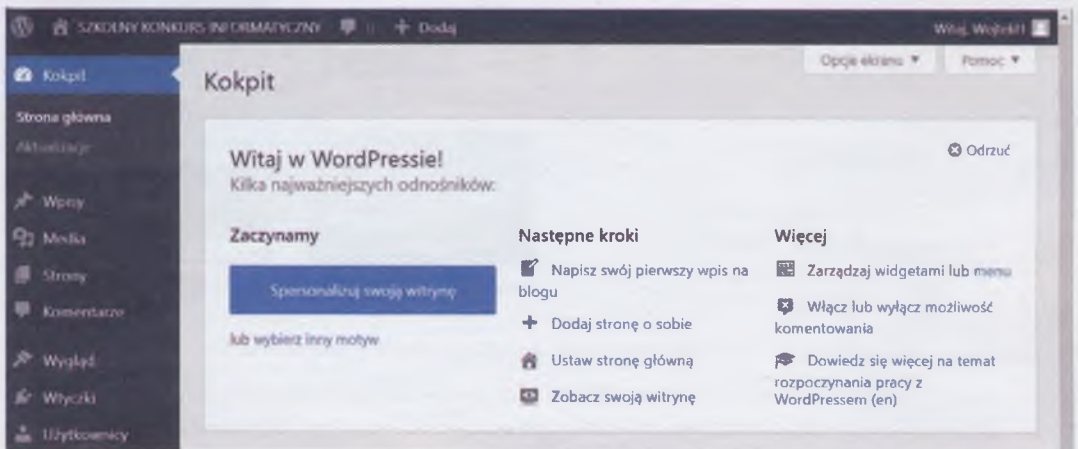 SZKOLNY KONKURS INFORMATYCZNY 0 + Dodaj
Witaj, Wojtek!
Opcje ekranu ▼ Pomoc ▼
Kokpit
Kokpit
Strona główna
Aktualizacje
Wpisy
Media
Strony
Komentarze
Wygląd
Wtyczki
Użytkownicy
Witaj w WordPressie!
Odrzuć
Kilka najważniejszych odnośników:
Zaczynamy
Spersonalizuj swoją witrynę
lub wybierz inny motyw
Następne kroki
Napisz swój pierwszy wpis na
blogu
Dodaj stronę o sobie
Ustaw stronę główną
Zobacz swoją witrynę
Więcej
Zarządzaj widgetami lub menu
Włącz lub wyłącz możliwość
komentowania
Dowiedz się więcej na temat
rozpoczynania pracy z
WordPressem (en)